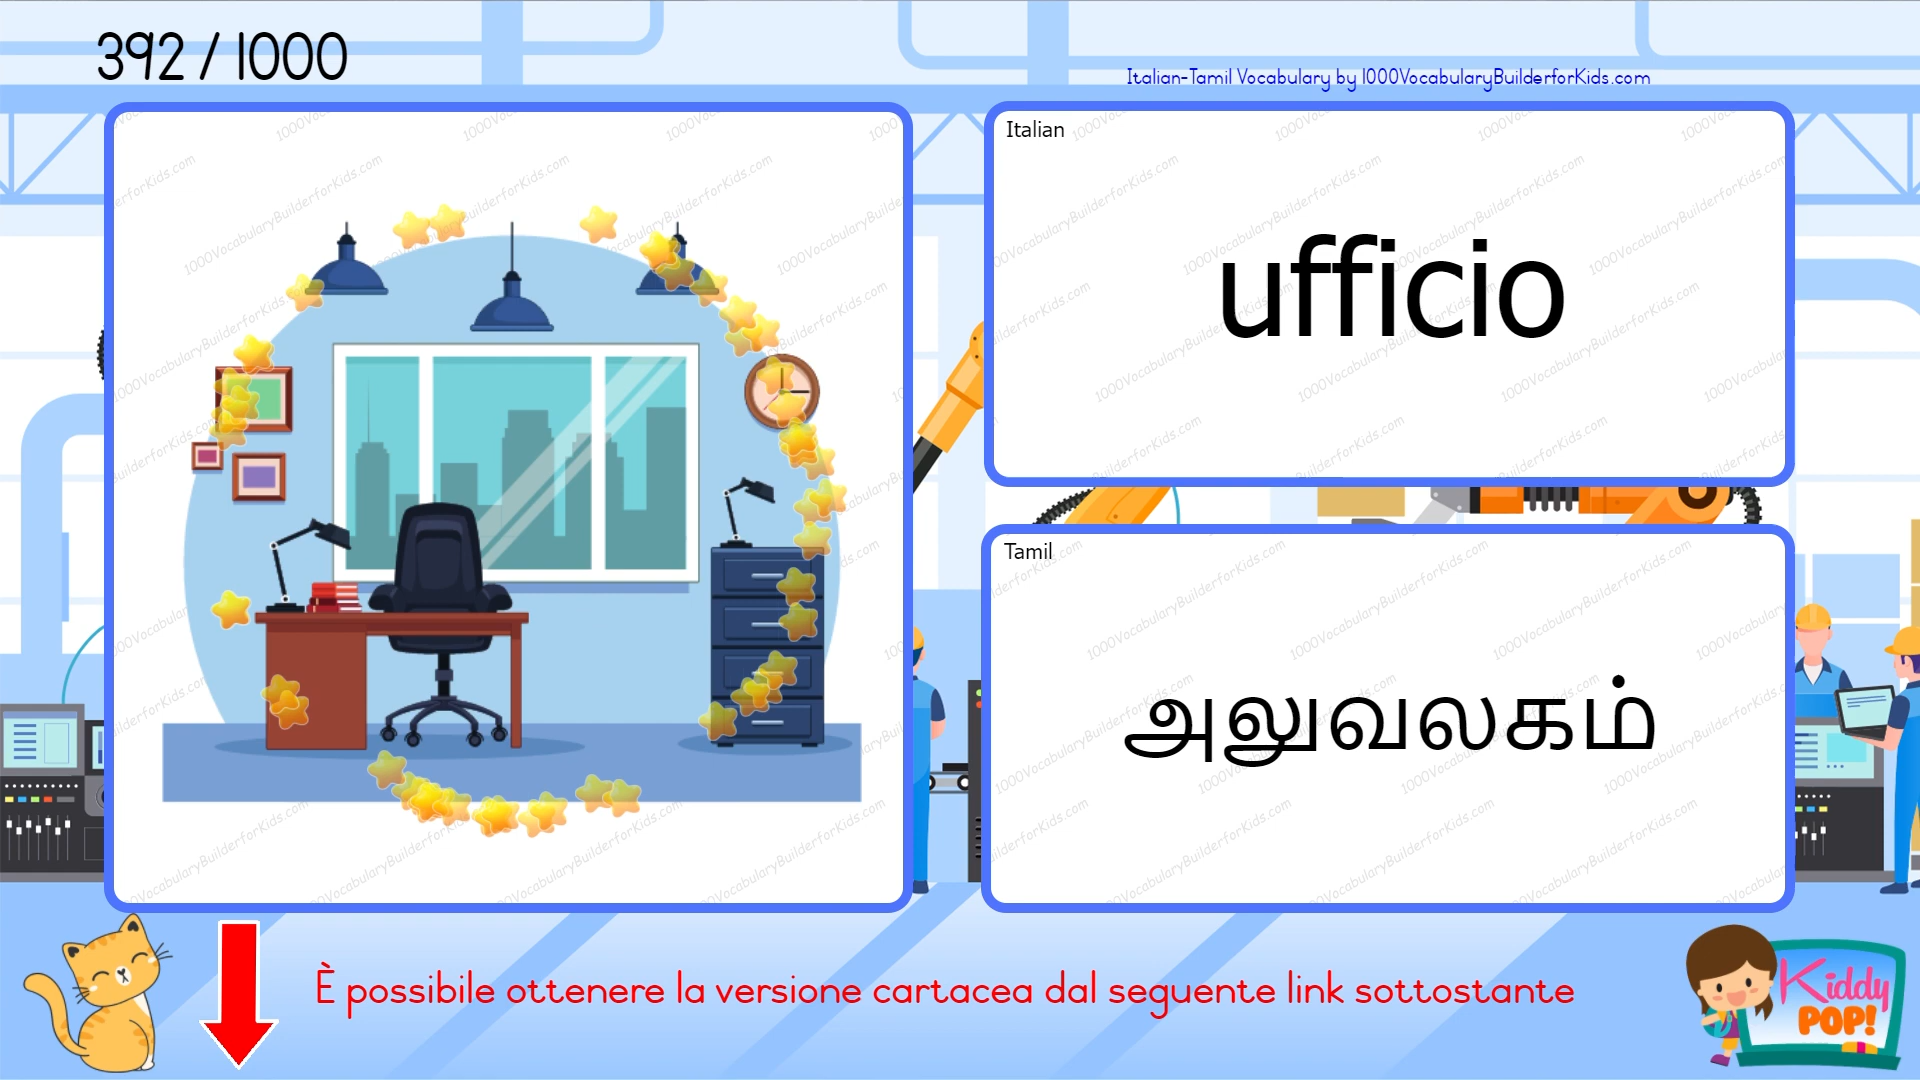 392 / 1000
Italian-Tamil Vocabulary by 1000VocabularyBuilderforKids.com
Italian
ufficio
Tamil
அலுவலகம்
È possibile ottenere la versione cartacea dal seguente link sottostante
Kiddy
POP!